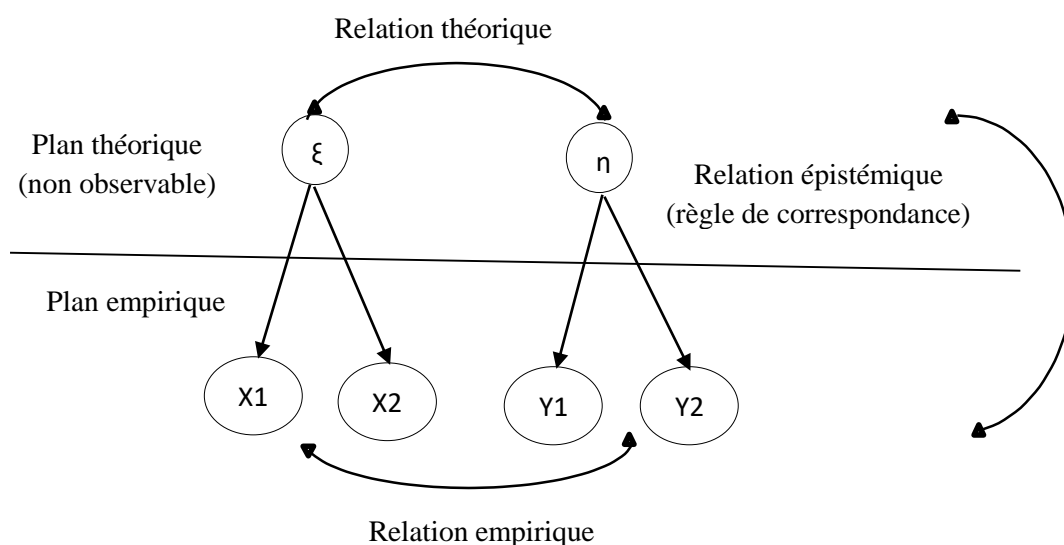 Relation théorique
ξ
η
Plan théorique
(non observable)
Relation épistémique
(règle de correspondance)
Plan empirique
X1
X2
Y1
Y2
Relation empirique